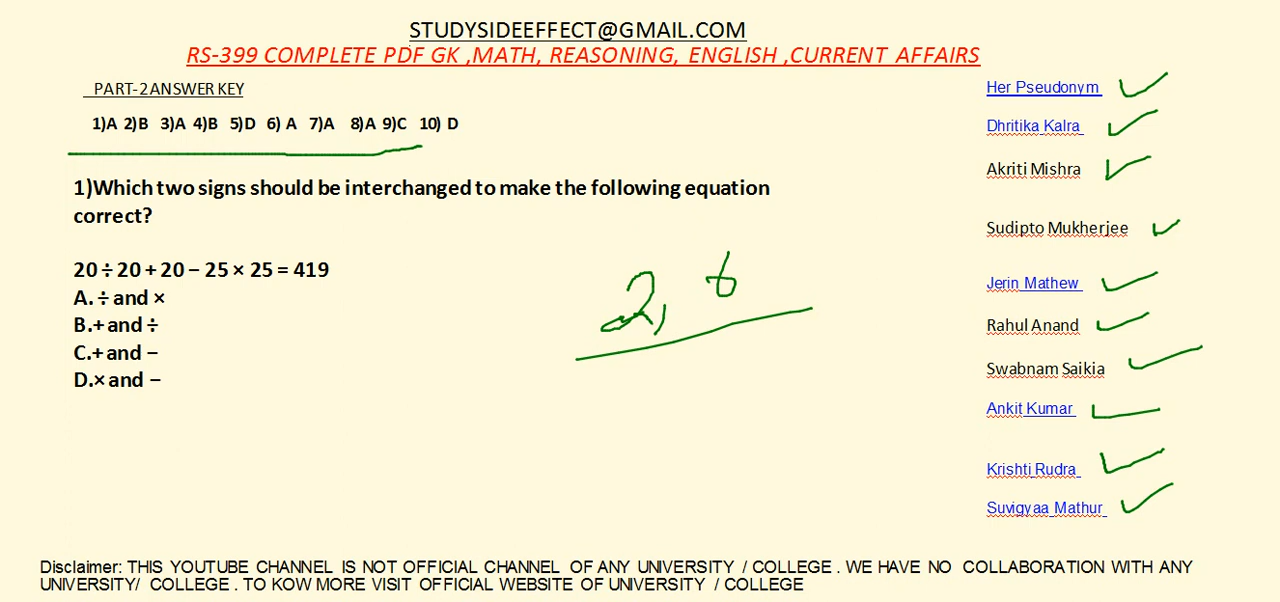 STUDYSIDEEFFECT@GMAIL.COM
RS-399 COMPLETE PDF GK ,MATH, REASONING, ENGLISH ,CURRENT AFFAIRS
PART-2 ANSWER KEY
1)A 2)B 3)A 4)B 5)D 6) A 7)A 8)A 9)C 10) D
1)Which two signs should be interchanged to make the following equation
correct?
20 ÷ 20 + 20 − 25 × 25 = 419
A. ÷ and ×
B.+ and ÷
C.+ and −
D.× and −
2, 6
Her Pseudonym
Dhritika Kalra
Akriti Mishra
Sudipto Mukherjee
Jerin Mathew
Rahul Anand
Swabnam Saikia
Ankit Kumar
Krishti Rudra
Suvigyaa Mathur
Disclaimer: THIS YOUTUBE CHANNEL IS NOT OFFICIAL CHANNEL OF ANY UNIVERSITY / COLLEGE . WE HAVE NO COLLABORATION WITH ANY
UNIVERSITY/ COLLEGE . TO KOW MORE VISIT OFFICIAL WEBSITE OF UNIVERSITY / COLLEGE